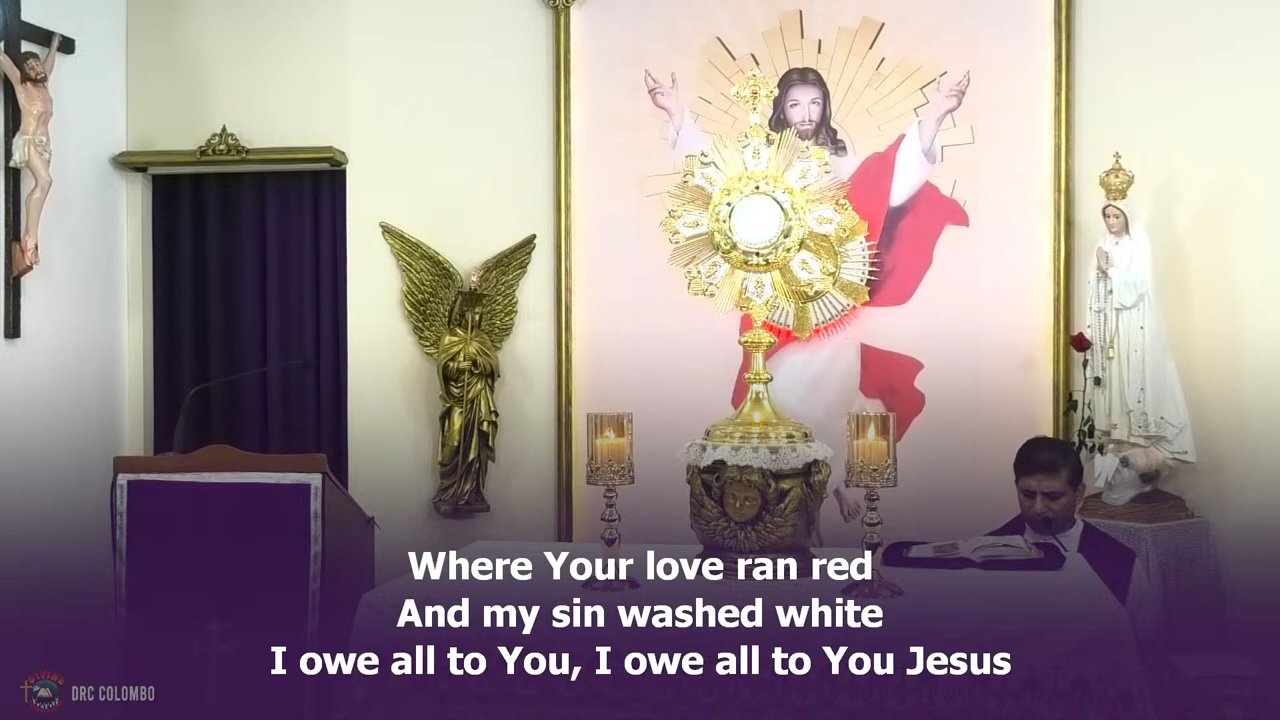 Where Your love ran red
And my sin washed white
I owe all to You, I owe all to You Jesus
DIVINE
DRC COLOMBO